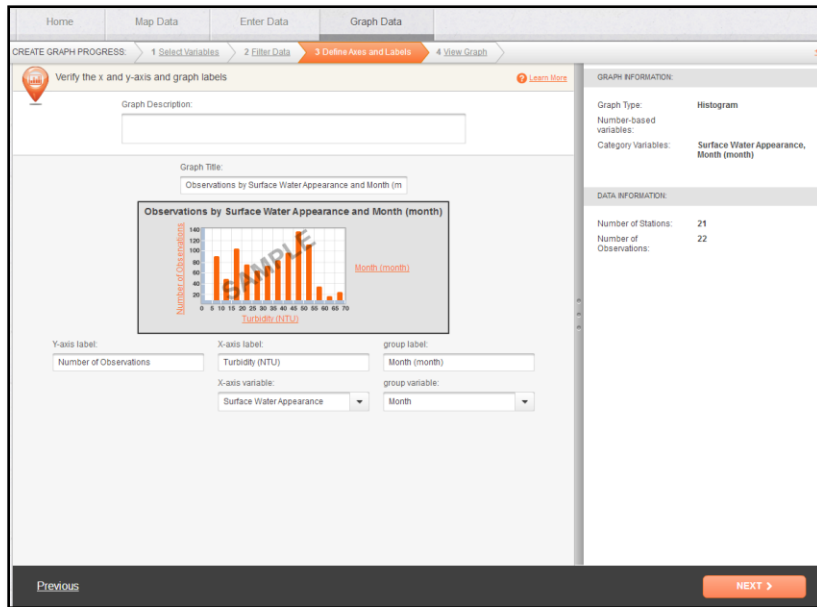 Home Map Data Enter Data Graph Data
CREATE GRAPH PROGRESS: 1 Select Variables 2 Filter Data 3 Define Axes and Labels 4 View Graph
Verify the x and y-axis and graph labels
Learn More
Graph Description:
Graph Title:
Observations by Surface Water Appearance and Month (m
Observations by Surface Water Appearance and Month (month)
Number of Observations
140
120
100
80
60
40
20
0 5 10 15 20 25 30 35 40 45 50 55 60 65 70
SAMPLE
Turbidity (NTU)
Month (month)
Y-axis label: X-axis label: group label:
Number of Observations Turbidity (NTU) Month (month)
X-axis variable: group variable:
Surface Water Appearance Month
GRAPH INFORMATION:
Graph Type: Histogram
Number-based
variables:
Category Variables: Surface Water Appearance,
Month (month)
DATA INFORMATION:
Number of Stations: 21
Number of 22
Observations:
Previous NEXT